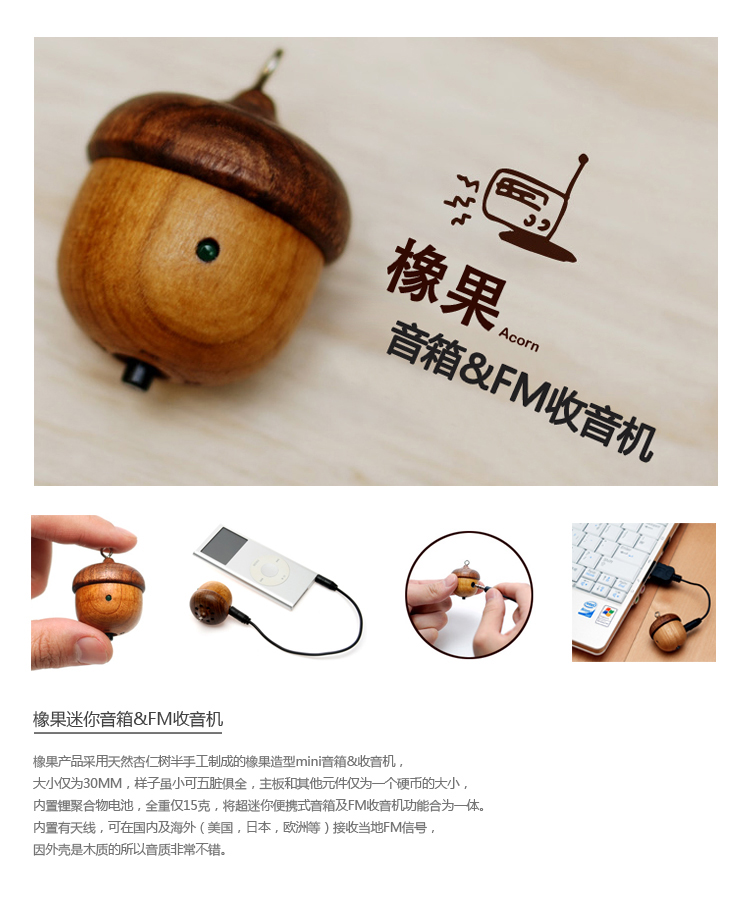 橡果
Acorn
音箱&FM收音机
橡果迷你音箱&FM收音机
橡果产品采用天然杏仁树半手工制成的橡果造型mini音箱&收音机，
大小仅为30MM，样子虽小可五脏俱全，主板和其他元件仅为一个硬币的大小，
内置锂聚合物电池，全重仅15克，将超迷你便携式音箱及FM收音机功能合为一体。
内置有天线，可在国内及海外（美国，日本，欧洲等）接收当地FM信号，
因外壳是木质的所以音质非常不错。